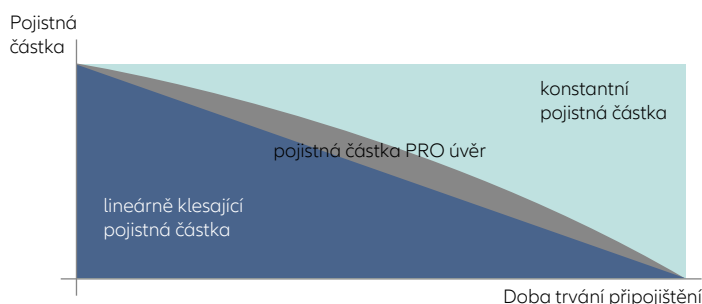 Pojistná
částka
konstantní
pojistná částka
pojistná částka PRO úvěr
lineárně klesající
pojistná částka
Doba trvání připojištění